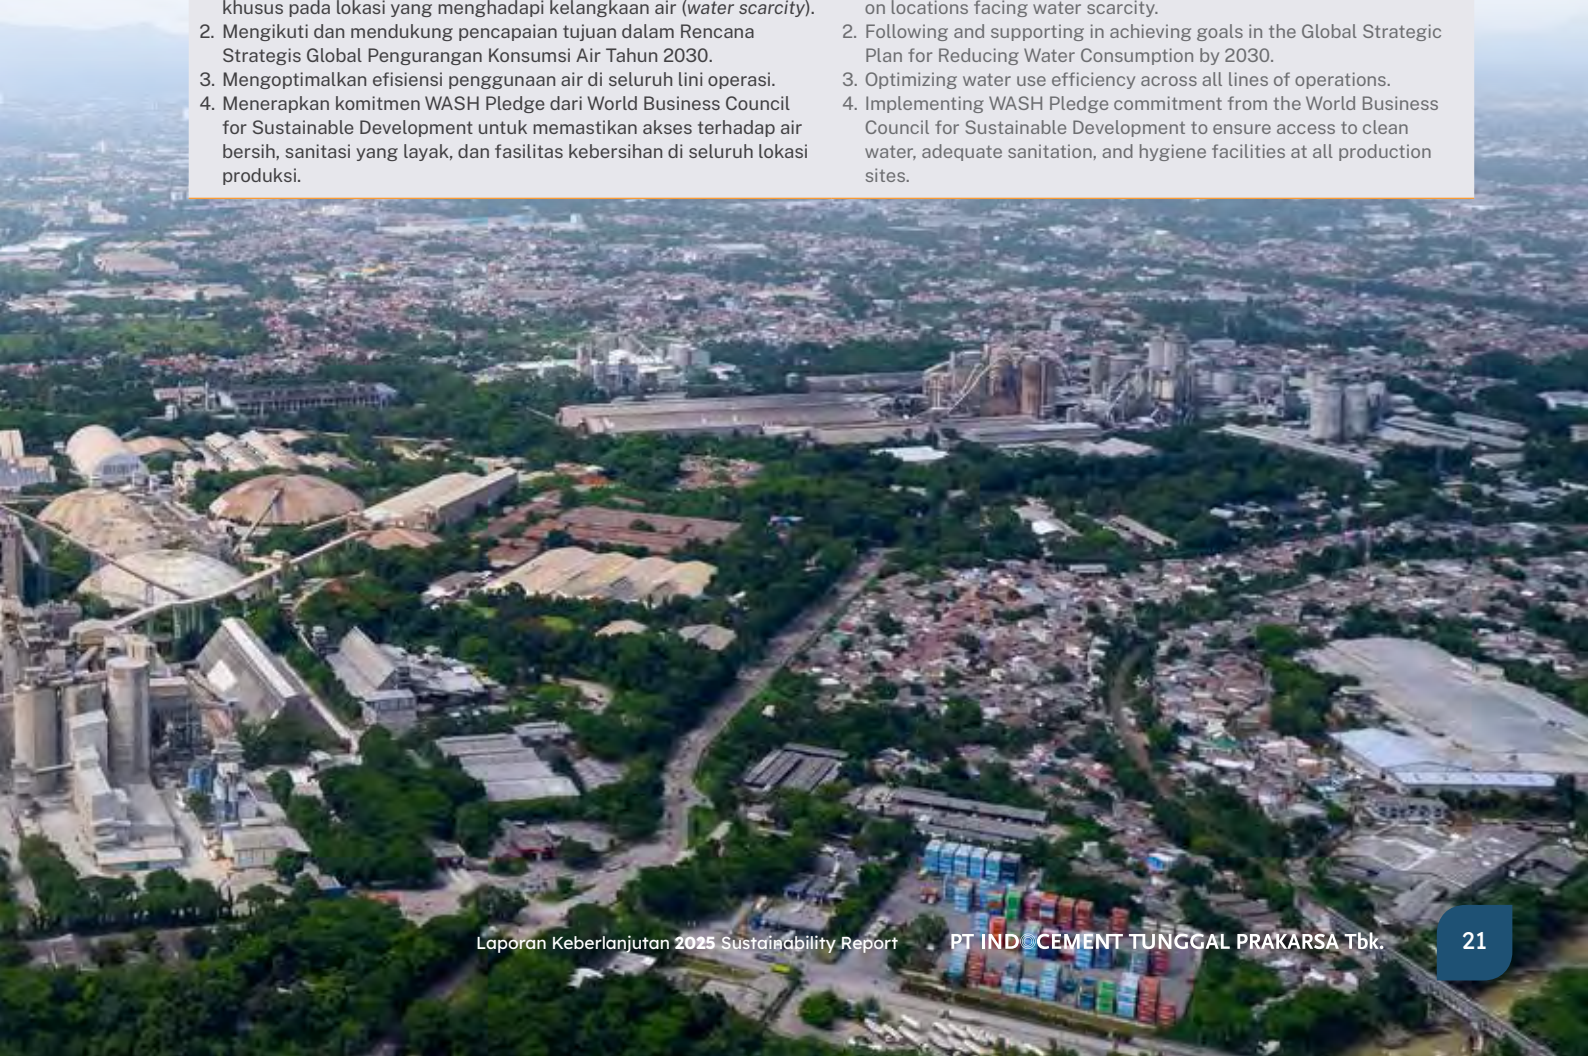 khusus pada lokasi yang menghadapi kelangkaan air (water scarcity).
2. Mengikuti dan mendukung pencapaian tujuan dalam Rencana
Strategis Global Pengurangan Konsumsi Air Tahun 2030.
3. Mengoptimalkan efisiensi penggunaan air di seluruh lini operasi.
4. Menerapkan komitmen WASH Pledge dari World Business Council
for Sustainable Development untuk memastikan akses terhadap air
bersih, sanitasi yang layak, dan fasilitas kebersihan di seluruh lokasi
produksi.
on locations facing water scarcity.
2. Following and supporting in achieving goals in the Global Strategic
Plan for Reducing Water Consumption by 2030.
3. Optimizing water use efficiency across all lines of operations.
4. Implementing WASH Pledge commitment from the World Business
Council for Sustainable Development to ensure access to clean
water, adequate sanitation, and hygiene facilities at all production
sites.
Laporan Keberlanjutan 2025 Sustainability Report
PT INDOCEMENT TUNGGAL PRAKARSA Tbk.
21